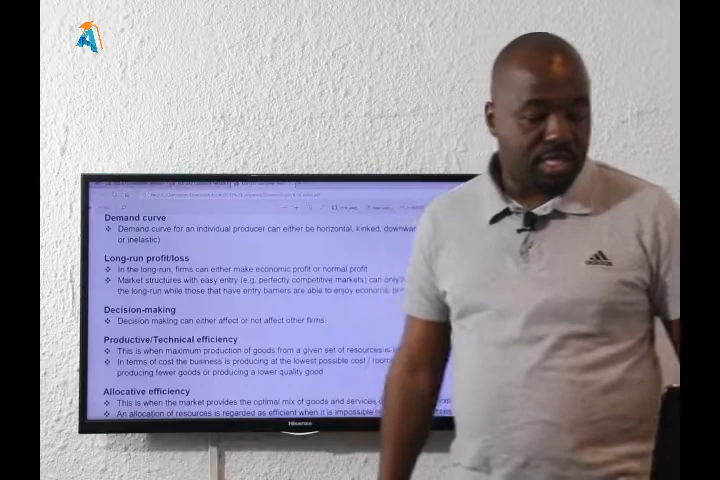 Demand curve
❖ Demand curve for an individual producer can either be horizontal, kinked, downwar
or inelastic)
Long-run profit/loss
❖ In the long-run, firms can either make economic profit or normal profit
❖ Market structures with easy entry (e.g. perfectly competitive markets) can only
the long-run while those that have entry barriers are able to enjoy economic
Decision-making
❖ Decision making can either affect or not affect other firms.
Productive/Technical efficiency
❖ This is when maximum production of goods from a given set of resources is
❖ In terms of cost the business is producing at the lowest possible cost / room
producing fewer goods or producing a lower quality good
Allocative efficiency
❖ This is when the market provides the optimal mix of goods and services,
❖ An allocation of resources is regarded as efficient when it is impossible
Hisense